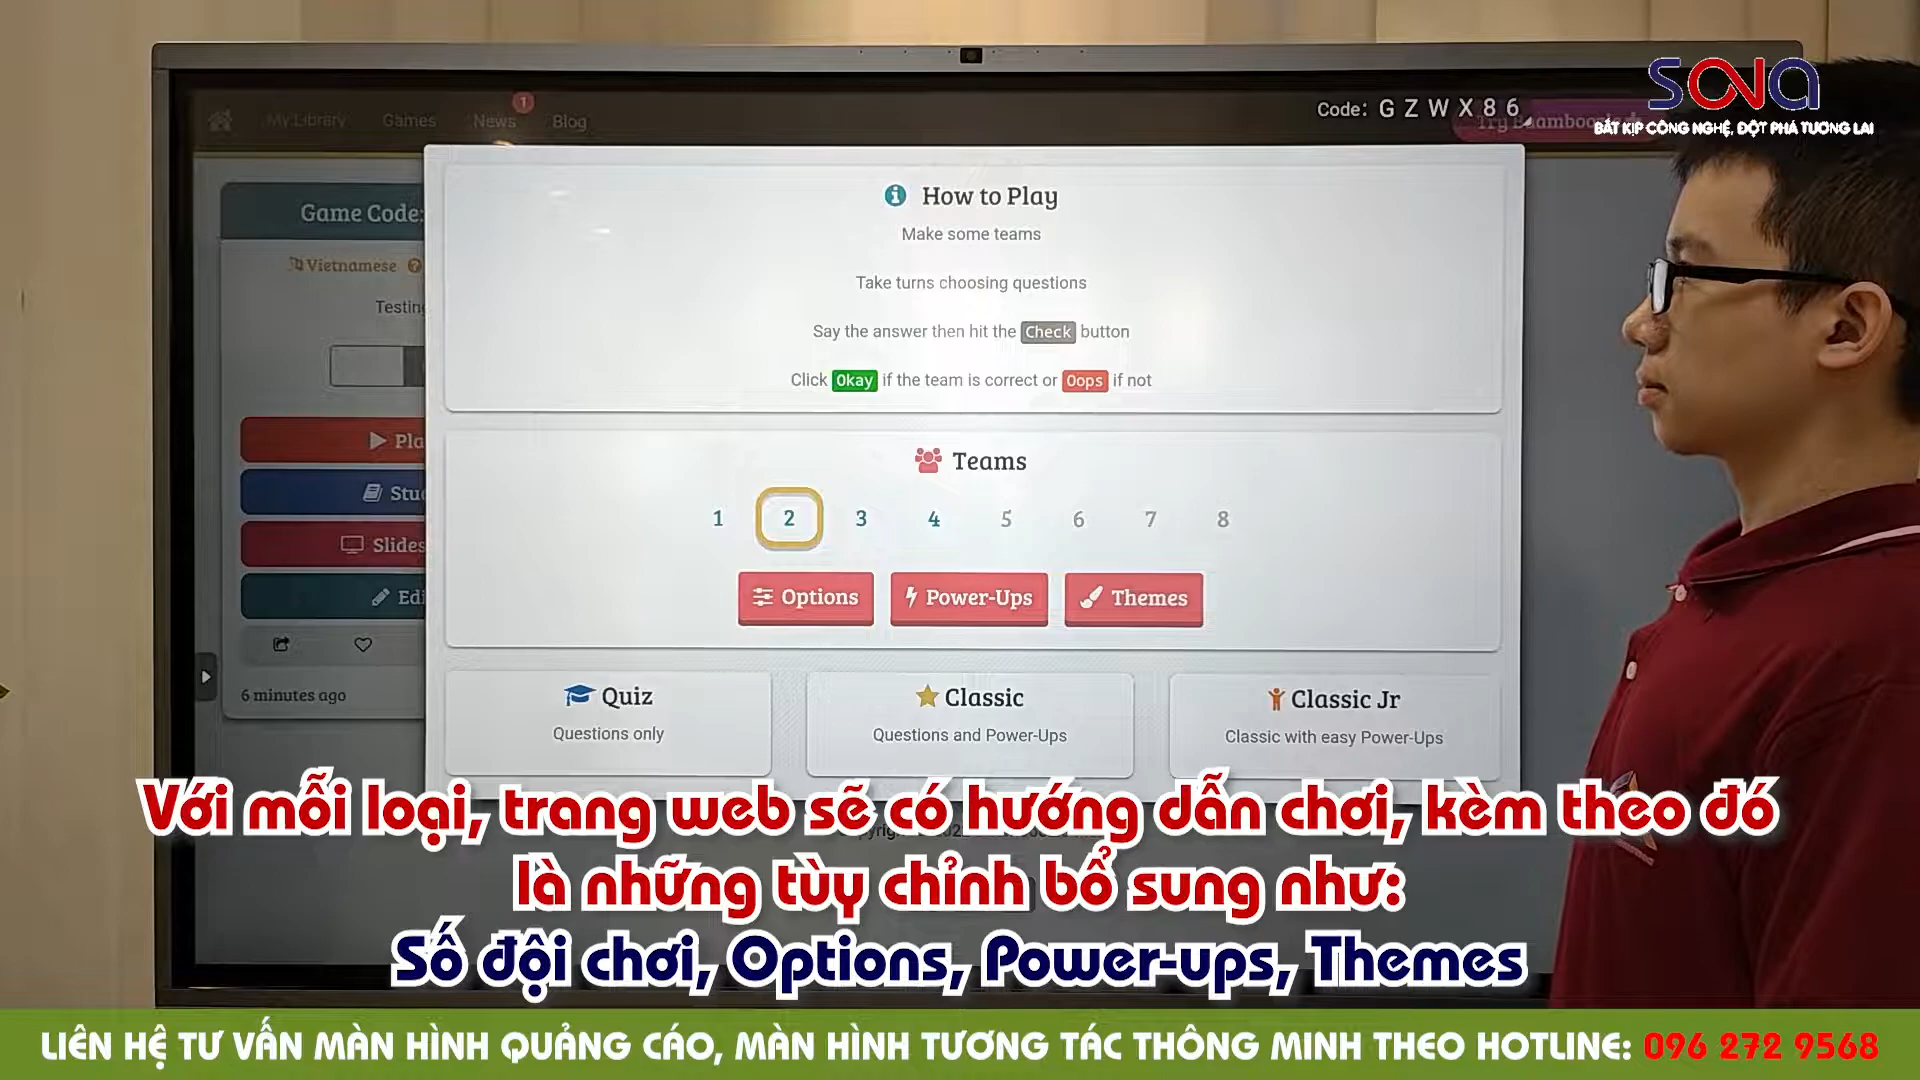 SONA
BẮT KỊP CÔNG NGHỆ, ĐỘT PHÁ TƯƠNG LAI
My Library Games News 1 Blog
Code: G Z W X 8 6
Try Baamboozle
Game Code:
Vietnamese
Testing
Slides
6 minutes ago
How to Play
Make some teams
Take turns choosing questions
Say the answer then hit the Check button
Click Okay if the team is correct or Oops if not
Teams
1 2 3 4 5 6 7 8
Options Power-Ups Themes
Quiz
Questions only
Classic
Questions and Power-Ups
Classic Jr
Classic with easy Power-Ups
Với mỗi loại, trang web sẽ có hướng dẫn chơi, kèm theo đó
là những tùy chỉnh bổ sung như:
Số đội chơi, Options, Power-ups, Themes
LIÊN HỆ TƯ VẤN MÀN HÌNH QUẢNG CÁO, MÀN HÌNH TƯƠNG TÁC THÔNG MINH THEO HOTLINE: 096 272 9568